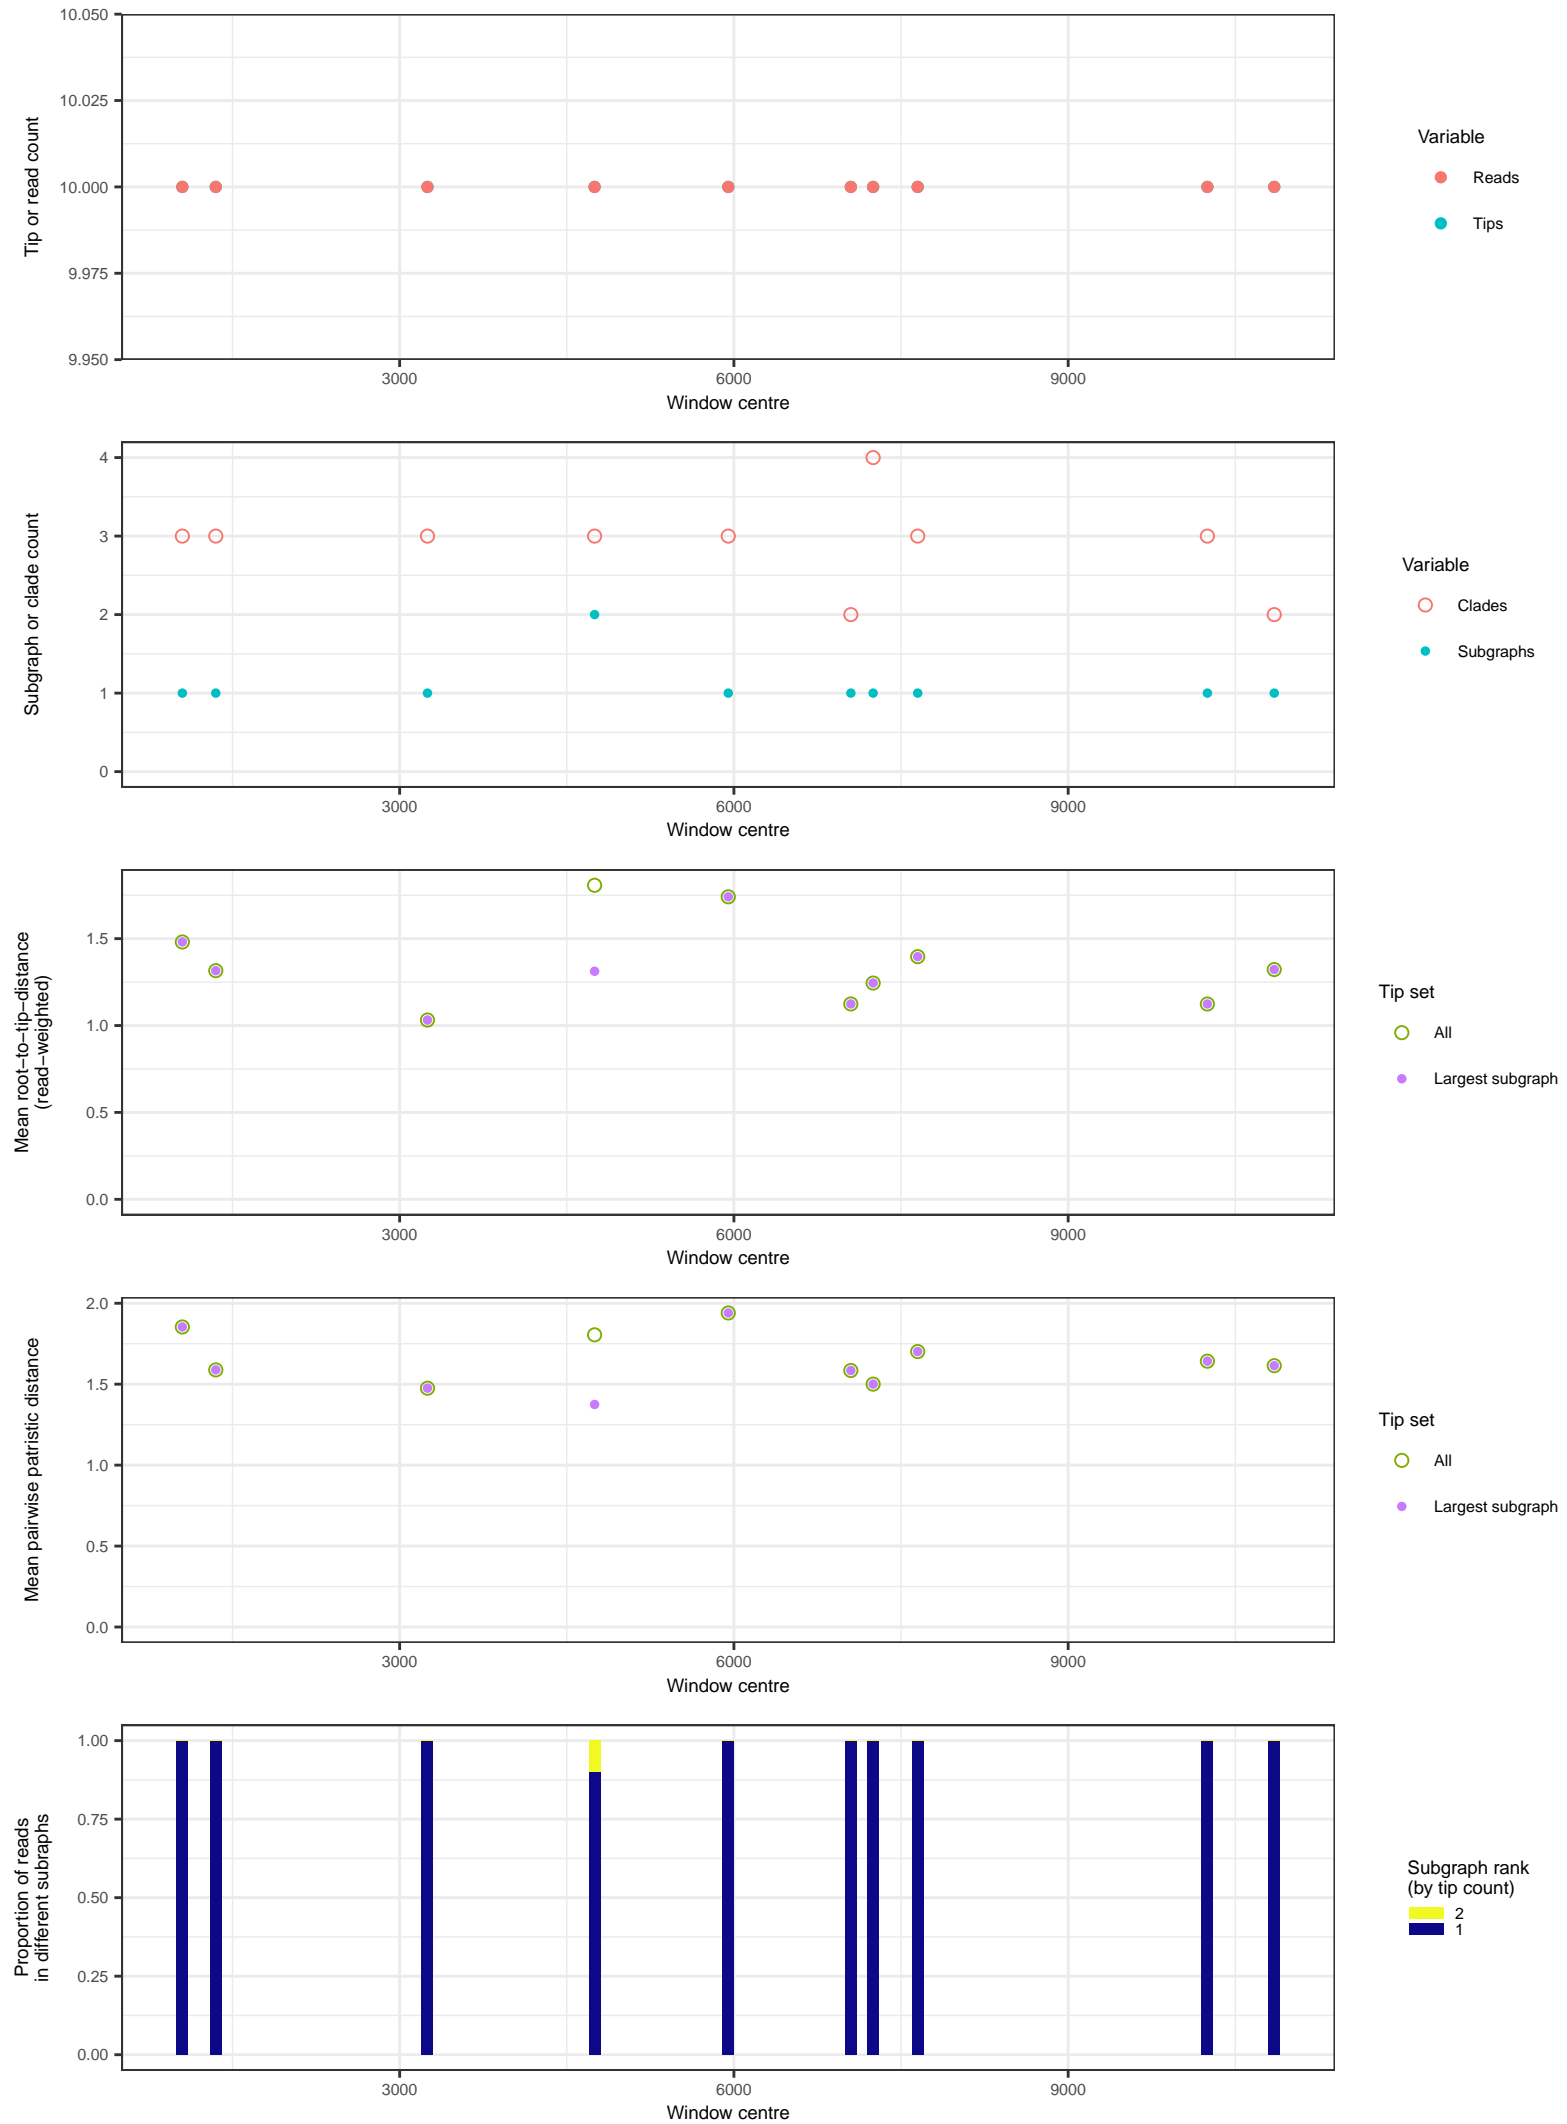 10.050
10.025
10.000
9.975
9.950
Tip or read count
3000 6000 9000
Window centre
Variable
Reads
Tips
4
3
2
1
0
Subgraph or clade count
3000 6000 9000
Window centre
Variable
Clades
Subgraphs
1.5
1.0
0.5
0.0
Mean root−to−tip−distance
(read−weighted)
3000 6000 9000
Window centre
Tip set
All
Largest subgraph
2.0
1.5
1.0
0.5
0.0
Mean pairwise patristic distance
3000 6000 9000
Window centre
Tip set
All
Largest subgraph
1.00
0.75
0.50
0.25
0.00
Proportion of reads
in different subraphs
3000 6000 9000
Window centre
Subgraph rank
(by tip count)
2
1